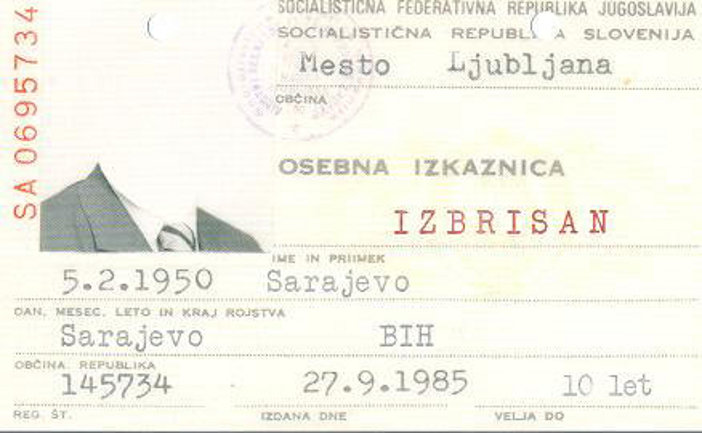 SOCIALISTIČNA FEDERATIVNA REPUBLIKA JUGOSLAVIJA
SOCIALISTIČNA REPUBL A SLOVENIJA
Mesto Ljubljana
OBČINA
SA 0695734
OSEBNA IZKAZNICA
IZBRISAN
IME IN PRIIMEK
5.2.1950 Sarajevo
DAN, MESEC, LETO IN KRAJ ROJSTVA
Sarajevo BIH
OBČINA, REPUBLIKA
145734 27.9.1985 10 let
REG. ŠT. IZDANA DNE VELJA DO